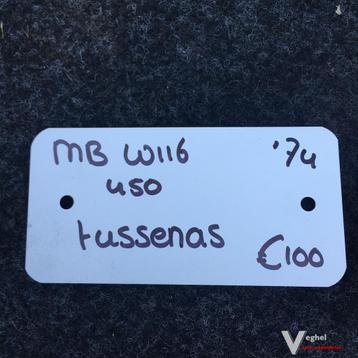 MB W116 '74
450
tussenas
€100
Veghel